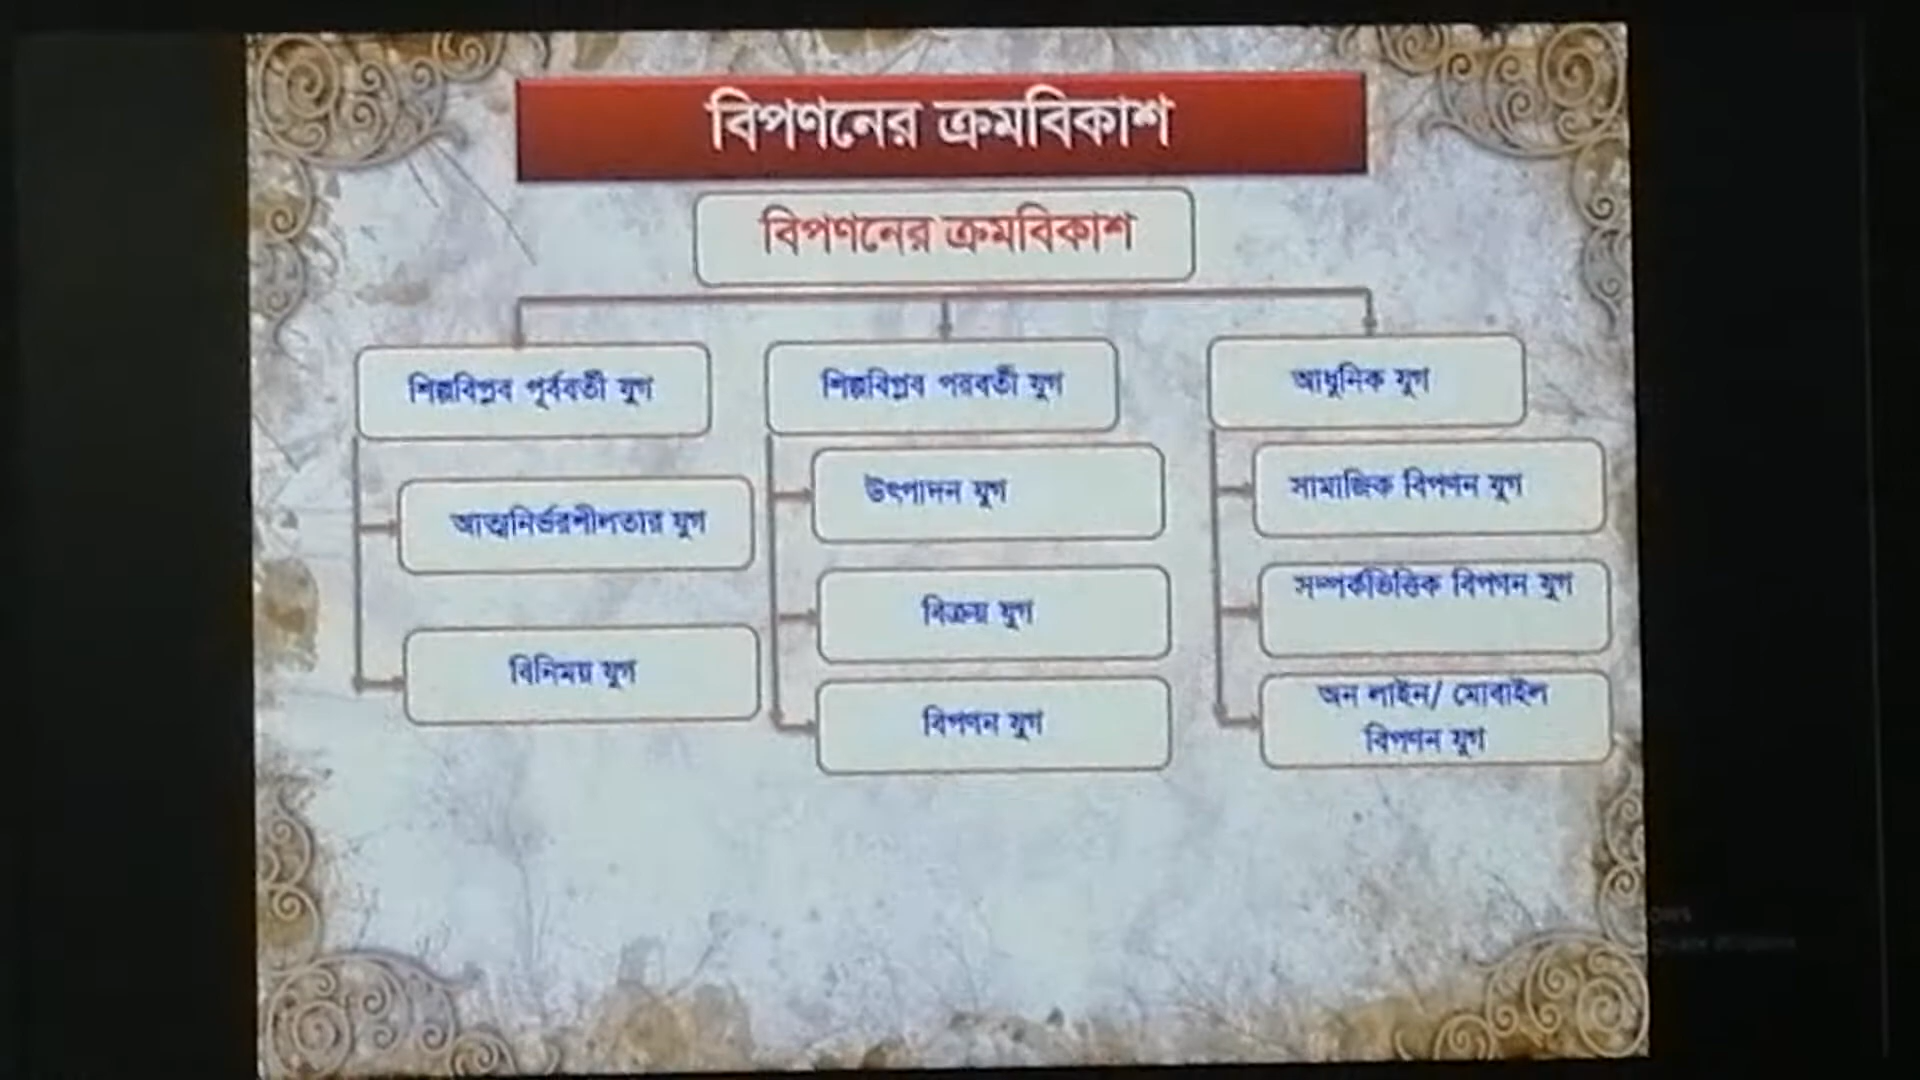 বিপণনের ক্রমবিকাশ
বিপণনের ক্রমবিকাশ
শিল্পবিপ্লব পূর্ববর্তী যুগ
আত্মনির্ভরশীলতার যুগ
বিনিময় যুগ
শিল্পবিপ্লব পরবর্তী যুগ
উৎপাদন যুগ
বিক্রয় যুগ
বিপণন যুগ
আধুনিক যুগ
সামাজিক বিপণন যুগ
সম্পর্কভিত্তিক বিপণন যুগ
অন লাইন/ মোবাইল
বিপণন যুগ